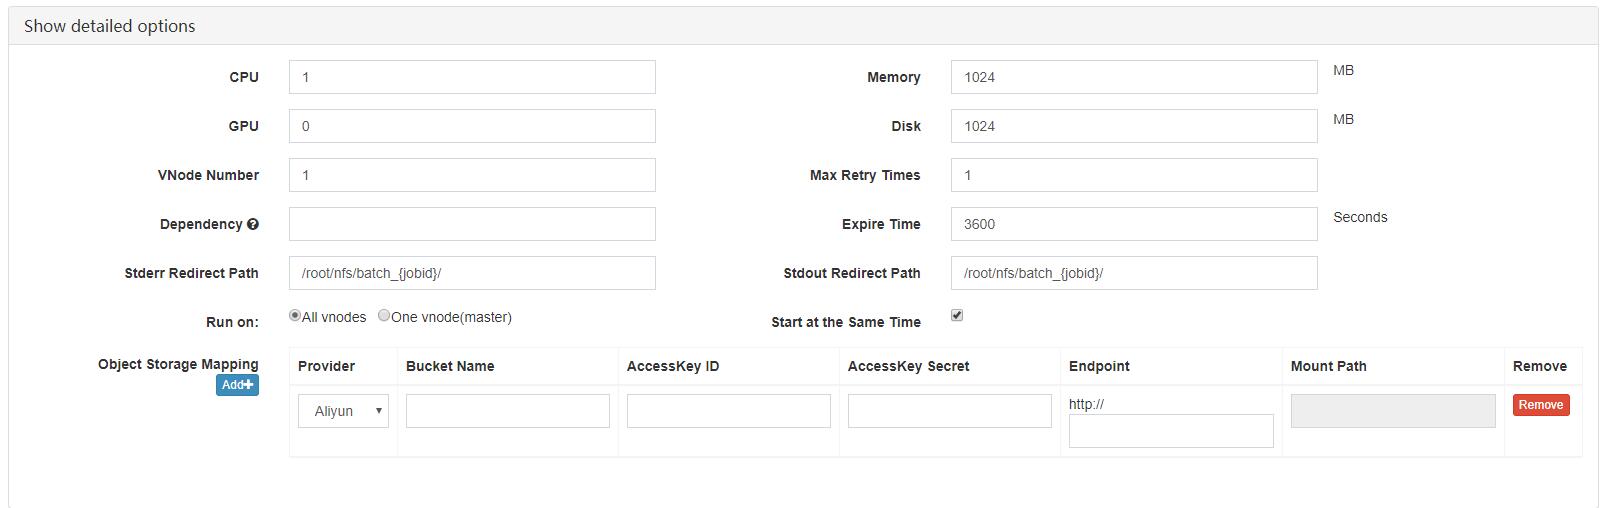 Show detailed options
CPU 1 Memory 1024 MB
GPU 0 Disk 1024 MB
VNode Number 1 Max Retry Times 1
Dependency Expire Time 3600 Seconds
Stderr Redirect Path /root/nfs/batch_{jobid}/ Stdout Redirect Path /root/nfs/batch_{jobid}/
Run on: All vnodes One vnode(master) Start at the Same Time
Object Storage Mapping Provider Bucket Name AccessKey ID AccessKey Secret Endpoint Mount Path Remove
Add+
Aliyun http:// Remove